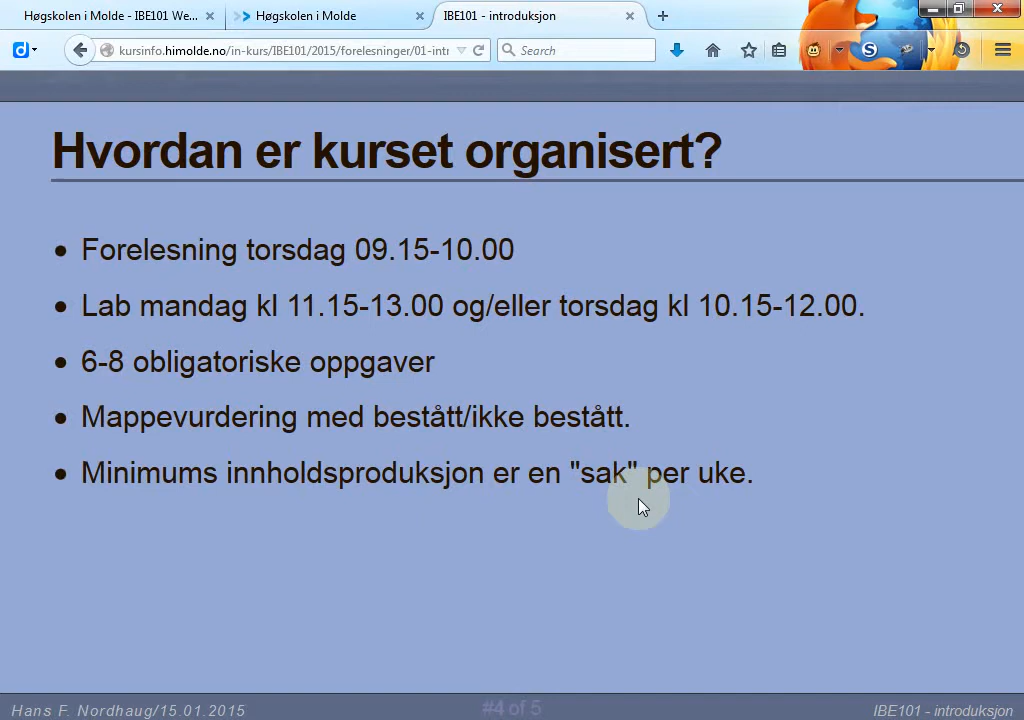 Høgskolen i Molde - IBE101 We...
Høgskolen i Molde
IBE101 - introduksjon
kursinfo.himolde.no/in-kurs/IBE101/2015/forelesninger/01-intr
Search
Hvordan er kurset organisert?
• Forelesning torsdag 09.15-10.00
• Lab mandag kl 11.15-13.00 og/eller torsdag kl 10.15-12.00.
• 6-8 obligatoriske oppgaver
• Mappevurdering med bestått/ikke bestått.
• Minimums innholdsproduksjon er en "sak" per uke.
Hans F. Nordhaug/15.01.2015
#4 of 5
IBE101 - introduksjon